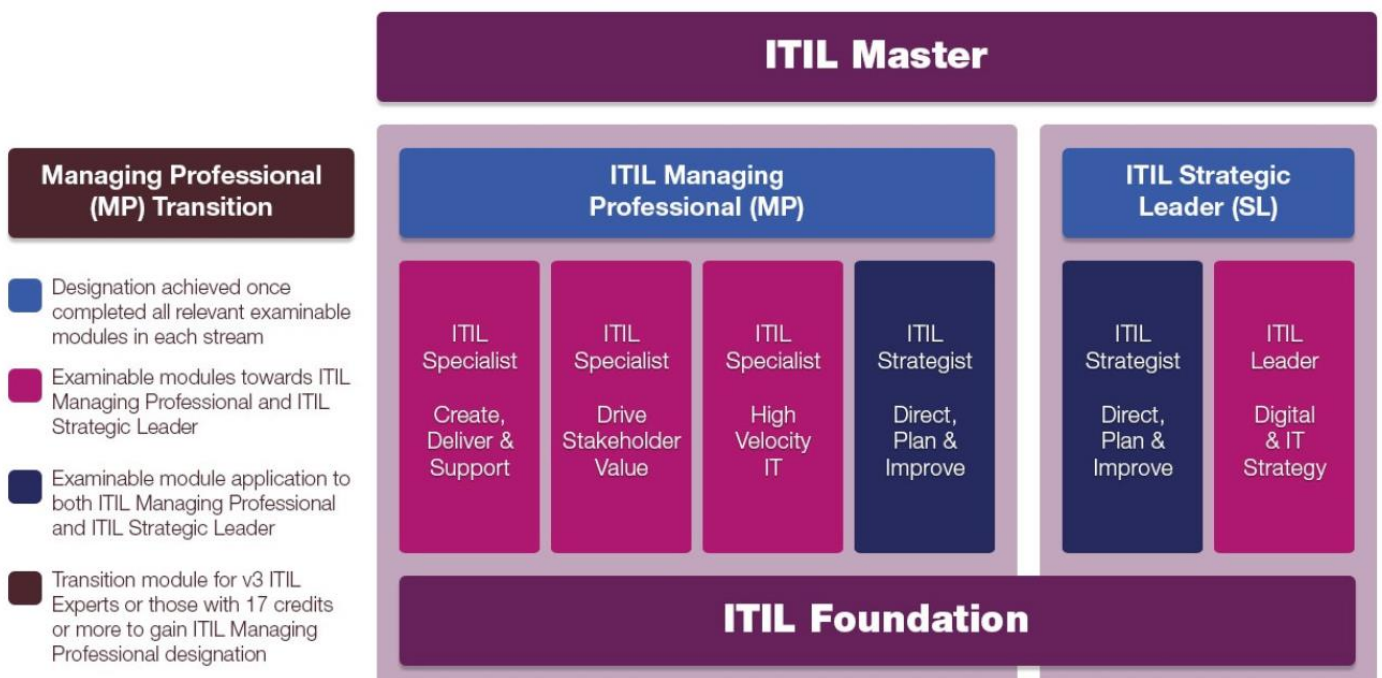 ITIL Master
Managing Professional
(MP) Transition
Designation achieved once
completed all relevant examinable
modules in each stream
Examinable modules towards ITIL
Managing Professional and ITIL
Strategic Leader
Examinable module application to
both ITIL Managing Professional
and ITIL Strategic Leader
Transition module for v3 ITIL
Experts or those with 17 credits
or more to gain ITIL Managing
Professional designation
ITIL Managing
Professional (MP)
ITIL
Specialist
Create,
Deliver &
Support
ITIL
Specialist
Drive
Stakeholder
Value
ITIL
Specialist
High
Velocity
IT
ITIL
Strategist
Direct,
Plan &
Improve
ITIL Strategic
Leader (SL)
ITIL
Strategist
Direct,
Plan &
Improve
ITIL
Leader
Digital
& IT
Strategy
ITIL Foundation